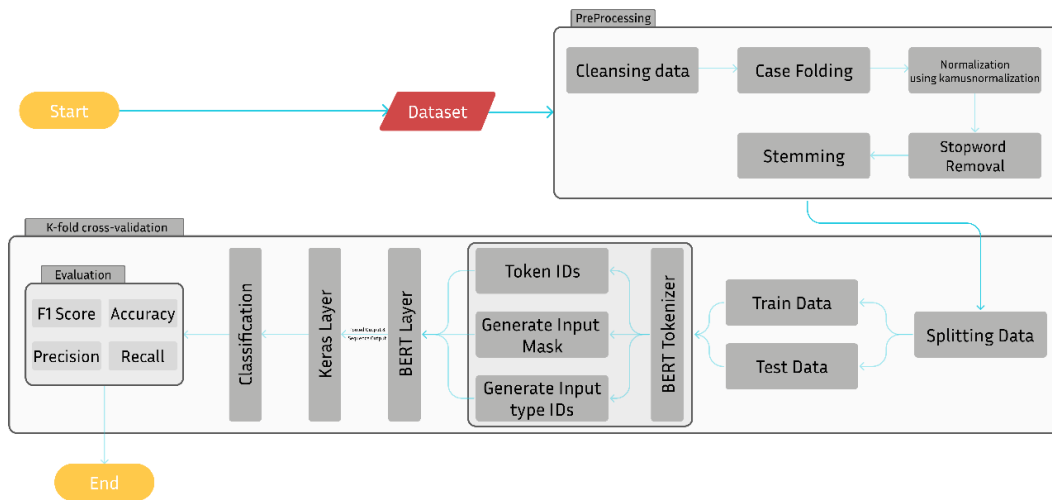 PreProcessing
Cleansing data
Case Folding
Normalization
using kamusnormalization
Start
Dataset
Stemming
Stopword
Removal
K-fold cross-validation
Evaluation
F1 Score
Accuracy
Precision
Recall
Classification
Keras Layer
Sequence Output
BERT Layer
Token IDs
Generate Input
Mask
Generate Input
type IDs
BERT Tokenizer
Train Data
Test Data
Splitting Data
End